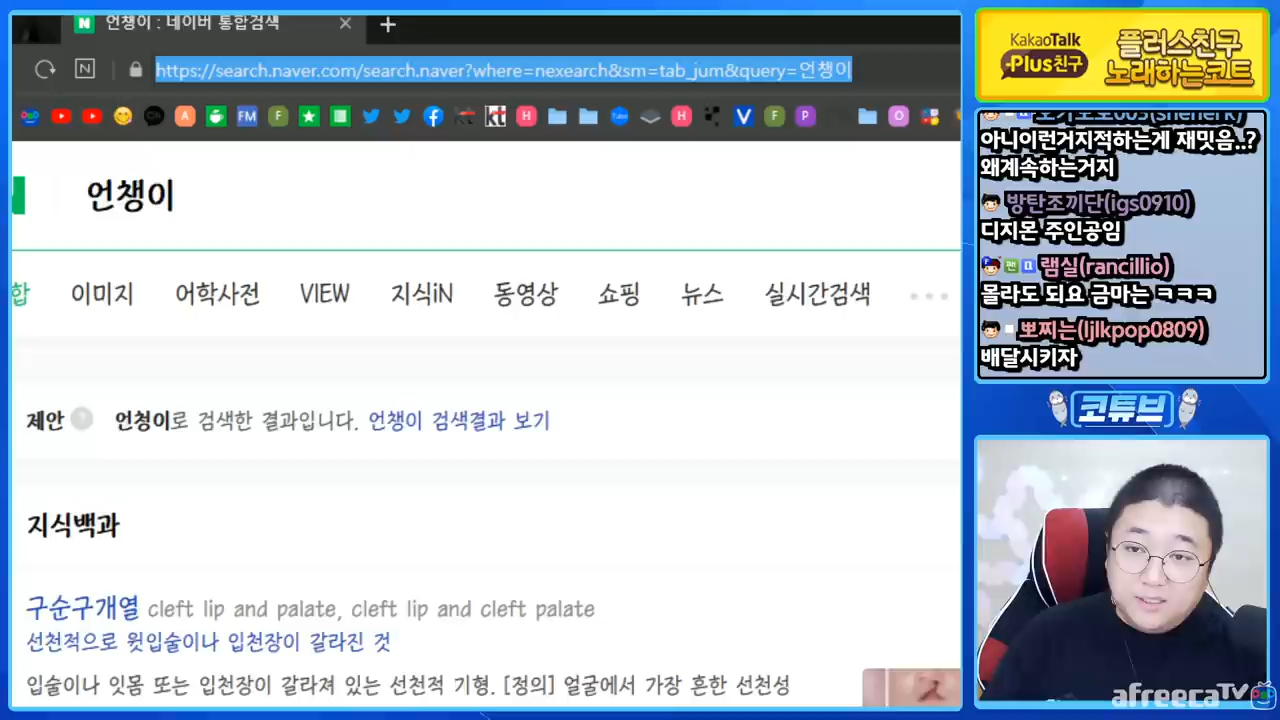 언챙이 : 네이버 통합검색
https://search.naver.com/search.naver?where=nexearch&sm=tab_jum&query=언챙이
언챙이
합 이미지 어학사전 VIEW 지식iN 동영상 쇼핑 뉴스 실시간검색
제안 언청이로 검색한 결과입니다. 언챙이 검색결과 보기
지식백과
구순구개열 cleft lip and palate, cleft lip and cleft palate
선천적으로 윗입술이나 입천장이 갈라진 것
입술이나 잇몸 또는 입천장이 갈라져 있는 선천적 기형. [정의] 얼굴에서 가장 흔한 선천성
KakaoTalk
Plus친구
플러스친구
노래하는코트
아니이런거지적하는게 재밋음..?
왜계속하는거지
방탄조끼단(igs0910)
디지몬 주인공임
램실(rancillio)
몰라도 되요 금마는 ㅋㅋㅋ
뽀찌는(ljlkpop0809)
배달시키자
코튜브
afreecaTV